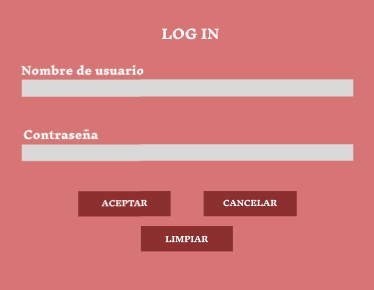 LOG IN
Nombre de usuario
Contraseña
ACEPTAR
CANCELAR
LIMPIAR